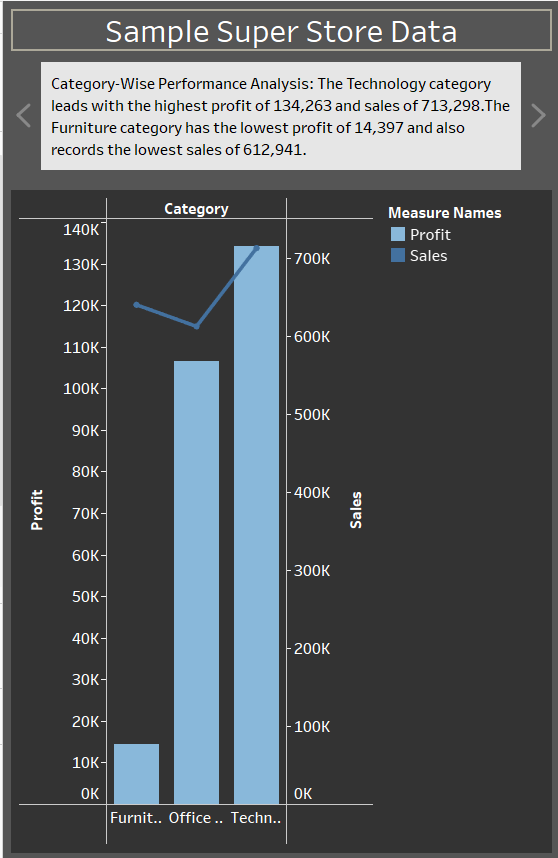 Sample Super Store Data
Category-Wise Performance Analysis: The Technology category
leads with the highest profit of 134,263 and sales of 713,298.The
Furniture category has the lowest profit of 14,397 and also
records the lowest sales of 612,941.
Category
Measure Names
Profit
Sales
140K
130K
120K
110K
100K
90K
80K
70K
60K
50K
40K
30K
20K
10K
0K
Profit
700K
600K
500K
400K
300K
200K
100K
0K
Sales
Furnit.. Office .. Techn..